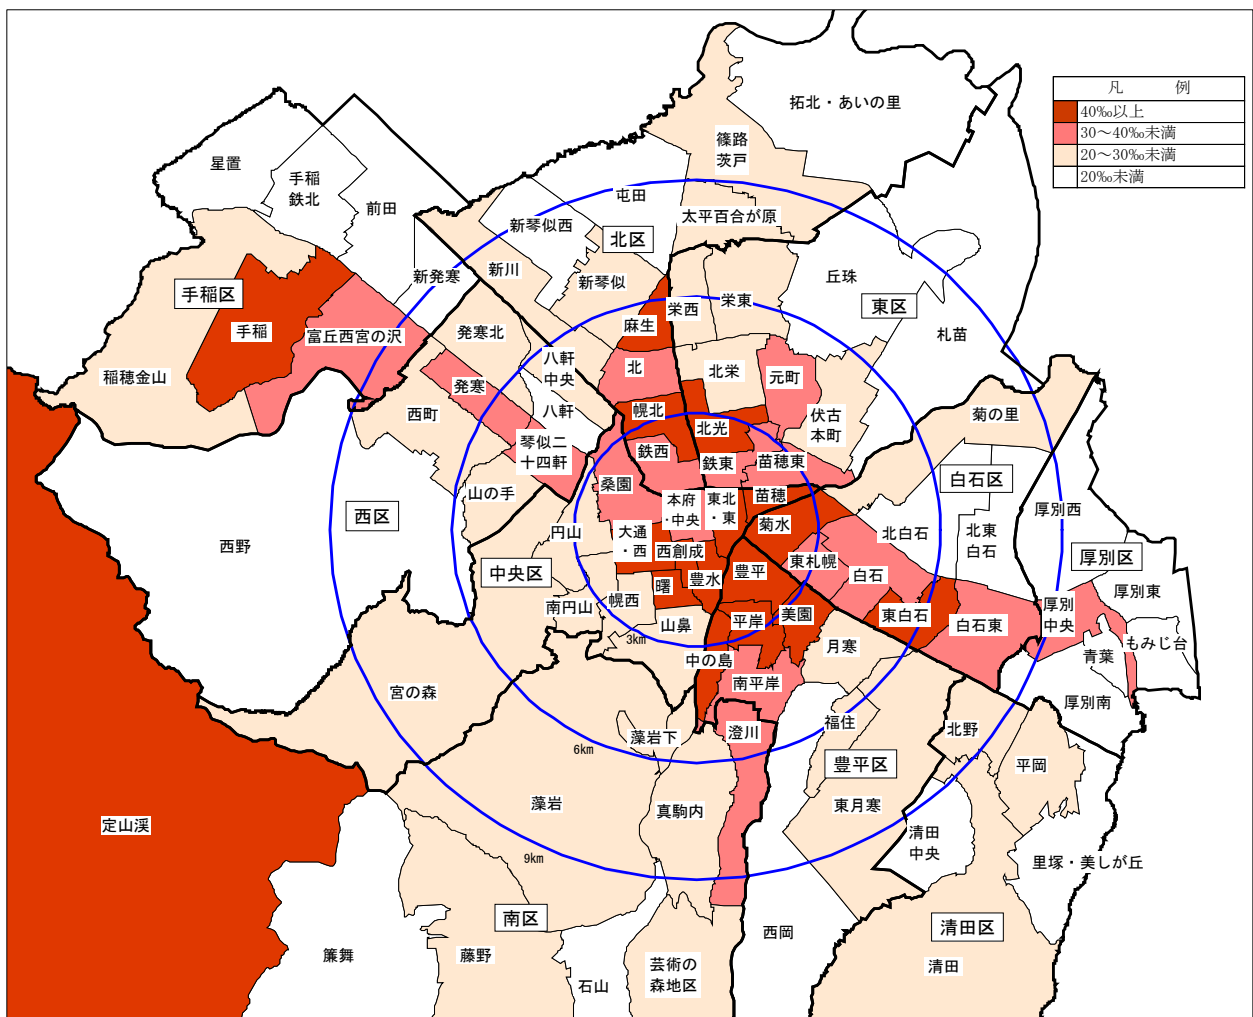 凡 例
40‰以上
30～40‰未満
20～30‰未満
20‰未満
拓北・あいの里
篠路
茨戸
星置
手稲
鉄北
前田
屯田
太平百合が原
新琴似西
北区
新川
新琴似
新発寒
手稲区
手稲
富丘西宮の沢
稲穂金山
丘珠
東区
札苗
栄西
栄東
麻生
発寒北
八軒
中央
発寒
八軒
西町
北
北栄
元町
伏古
本町
菊の里
幌北
北光
鉄西
鉄東
苗穂東
琴似二
十四軒
桑園
山の手
白石区
本府
・中央
東北
・東
苗穂
菊水
北白石
北東
白石
厚別西
厚別区
厚別東
西区
西野
円山
大通
・西
西創成
東札幌
中央区
豊水
豊平
白石
曙
幌西
南円山
山鼻
平岸
美園
東白石
白石東
厚別
中央
もみじ台
青葉
3km
中の島
月寒
南平岸
厚別南
宮の森
藻岩下
澄川
福住
北野
6km
豊平区
平岡
藻岩
真駒内
東月寒
定山渓
清田
中央
里塚・美しが丘
9km
南区
清田区
西岡
簾舞
藤野
石山
芸術の
森地区
清田